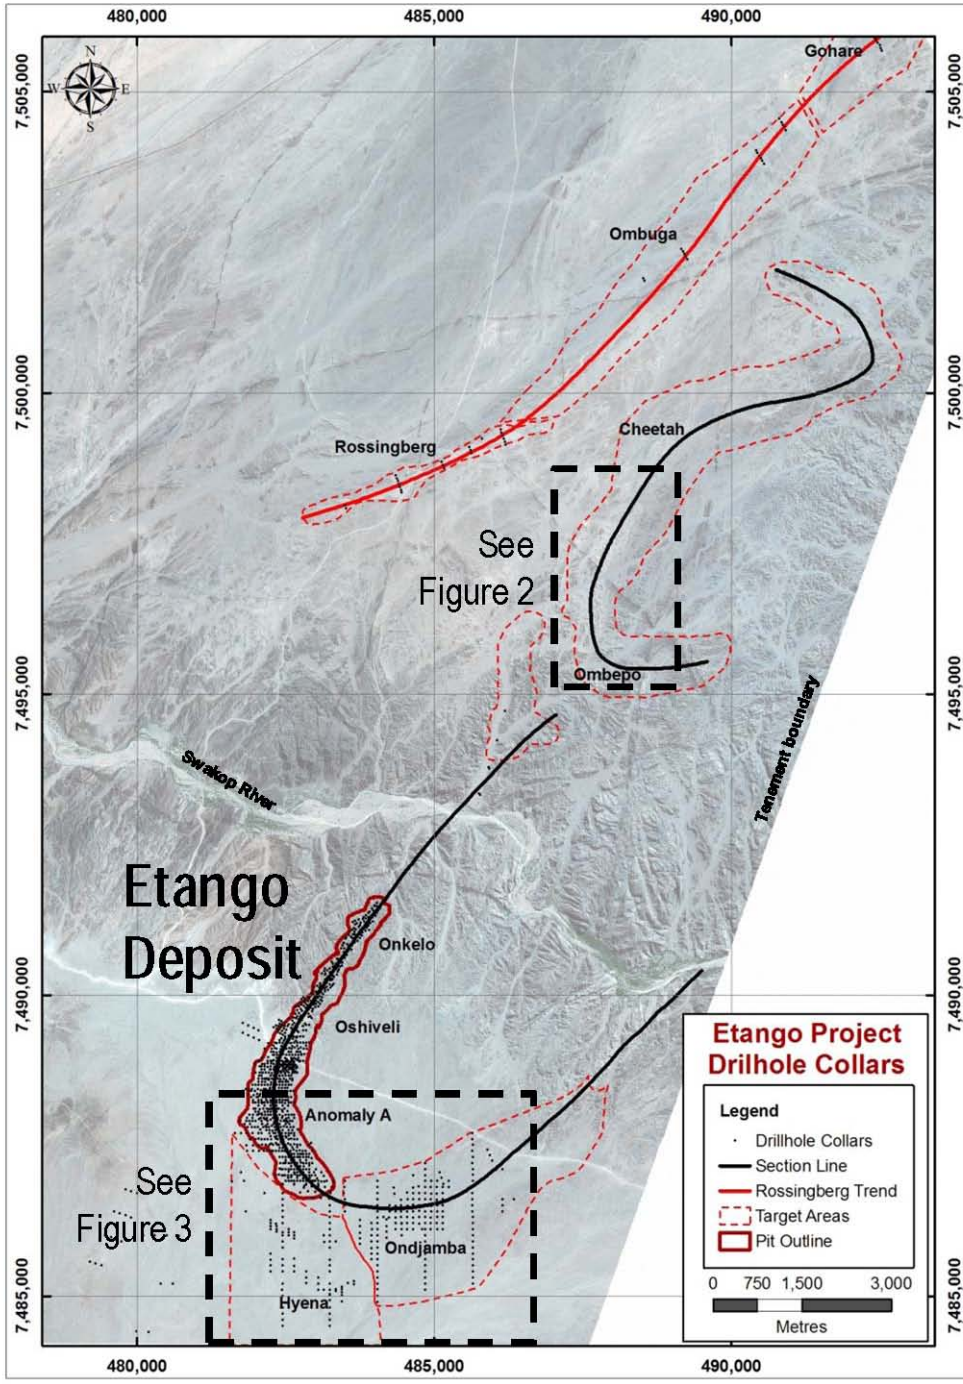 480,000
485,000
490,000
N
W
E
S
Gohare
7,505,000
7,505,000
Ombuga
7,500,000
7,500,000
Cheetah
Rossingberg
See
Figure 2
Ombepo
7,495,000
7,495,000
Tenement boundary
Swakop River
Etango
Deposit
Onkelo
7,490,000
7,490,000
Oshiveli
Anomaly A
See
Figure 3
Ondjamba
Hyena
7,485,000
7,485,000
Etango Project
Drillhole Collars
Legend
Drillhole Collars
Section Line
Rossingberg Trend
Target Areas
Pit Outline
0 750 1,500 3,000
Metres
480,000
485,000
490,000